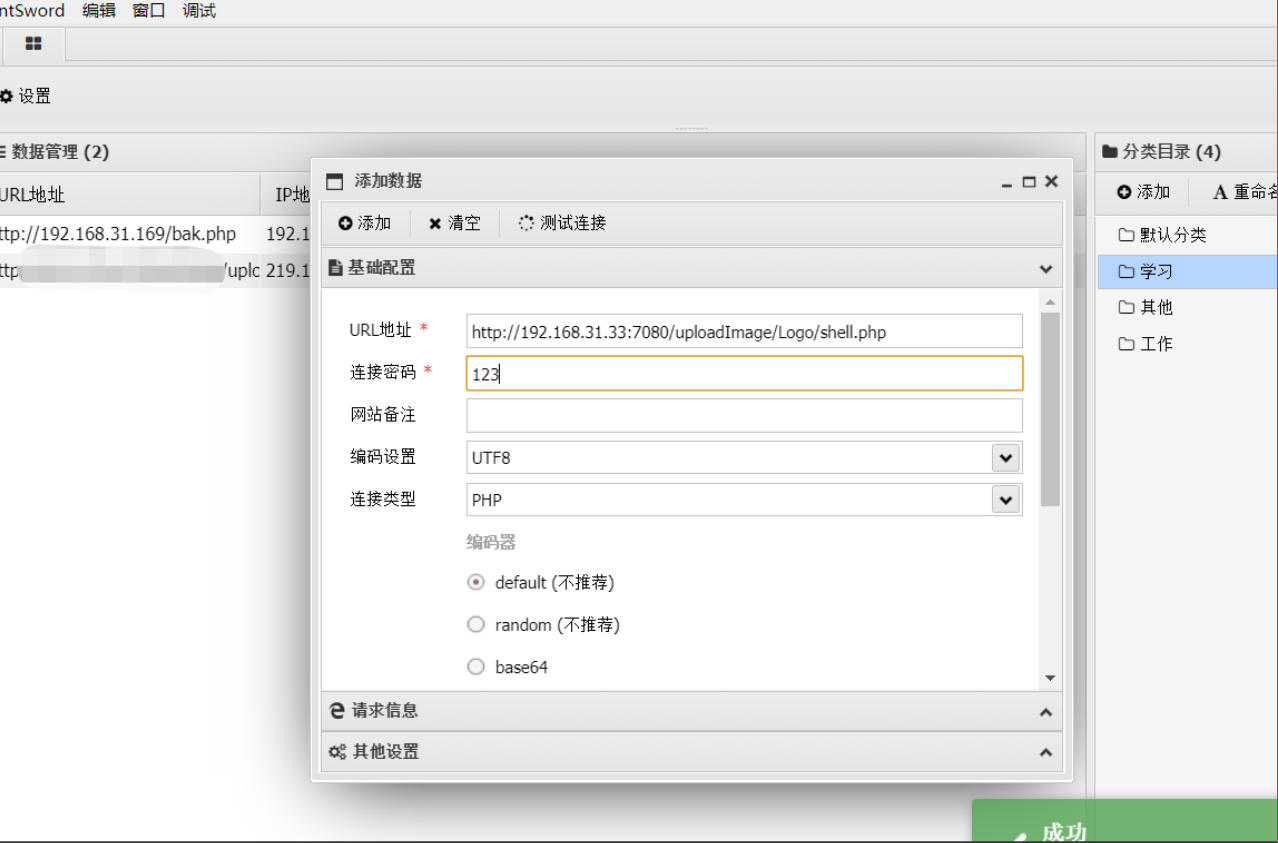 ntSword 编辑 窗口 调试
设置
数据管理 (2)
URL地址 IP地
ttp://192.168.31.169/bak.php 192.1
ttp /uplc 219.1
添加数据
添加 清空 测试连接
基础配置
URL地址 * http://192.168.31.33:7080/uploadImage/Logo/shell.php
连接密码 * 123
网站备注
编码设置 UTF8
连接类型 PHP
编码器
default (不推荐)
random (不推荐)
base64
请求信息
其他设置
分类目录 (4)
添加 A 重命名
默认分类
学习
其他
工作
成功